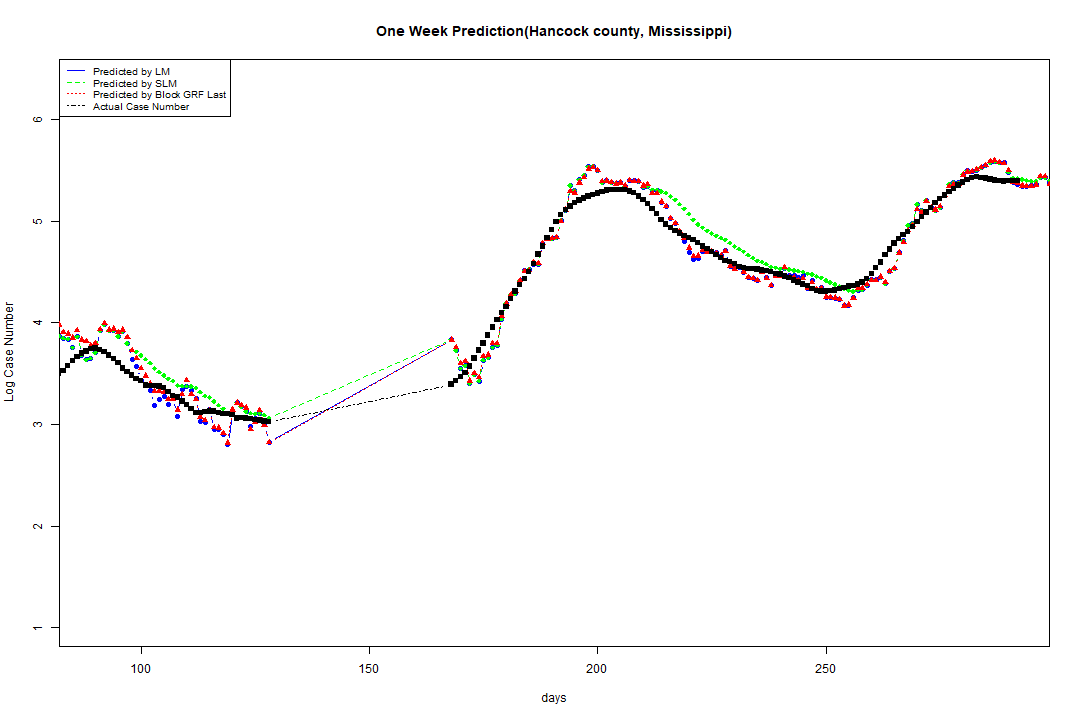 One Week Prediction(Hancock county, Mississippi)
Predicted by LM
Predicted by SLM
Predicted by Block GRF Last
Actual Case Number
6
5
4
3
2
1
Log Case Number
100 150 200 250
days